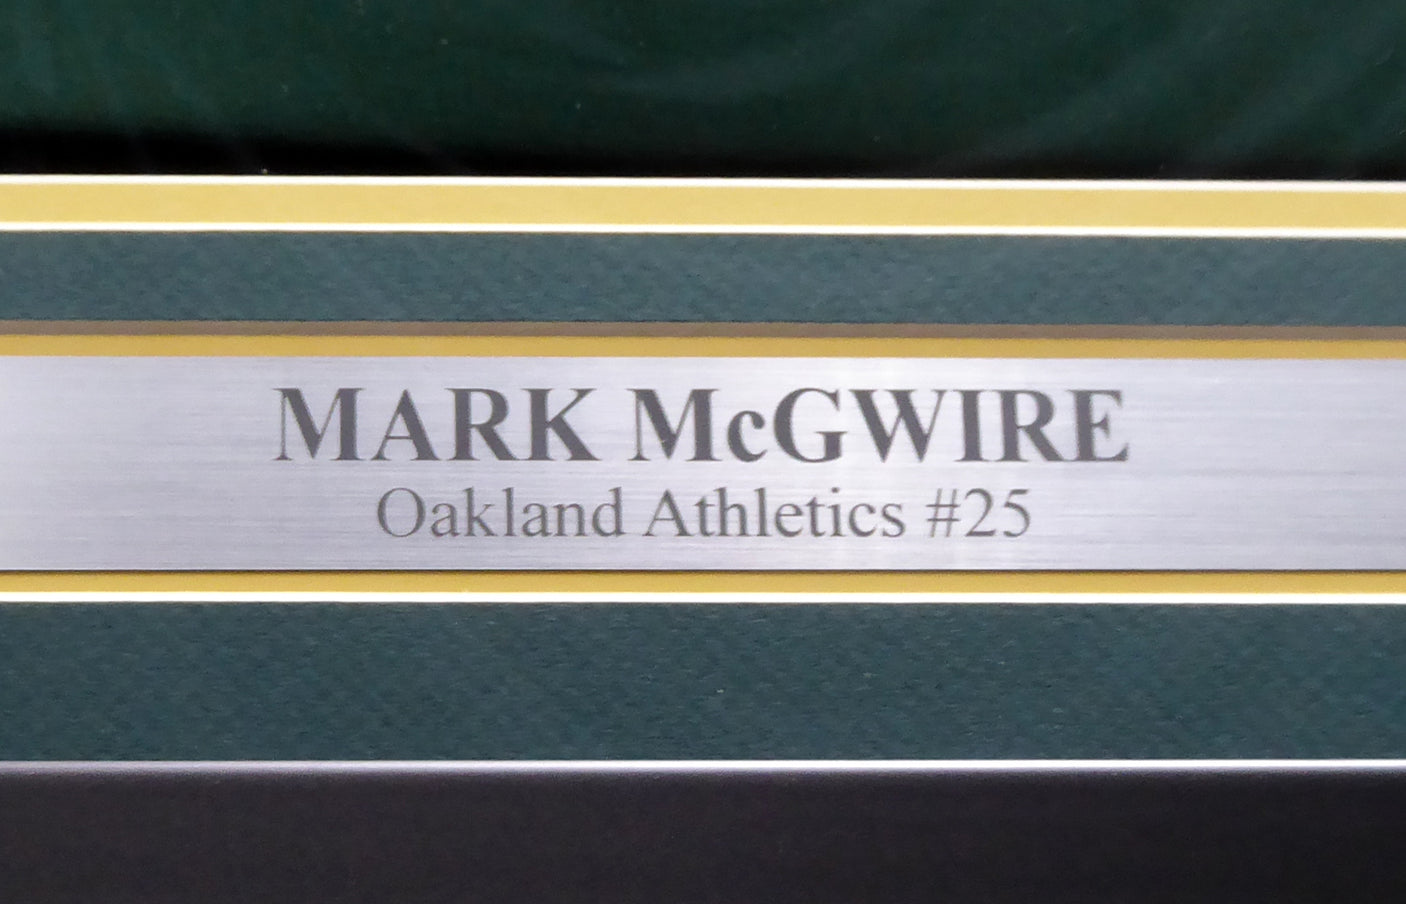 MARK McGWIRE
Oakland Athletics #25